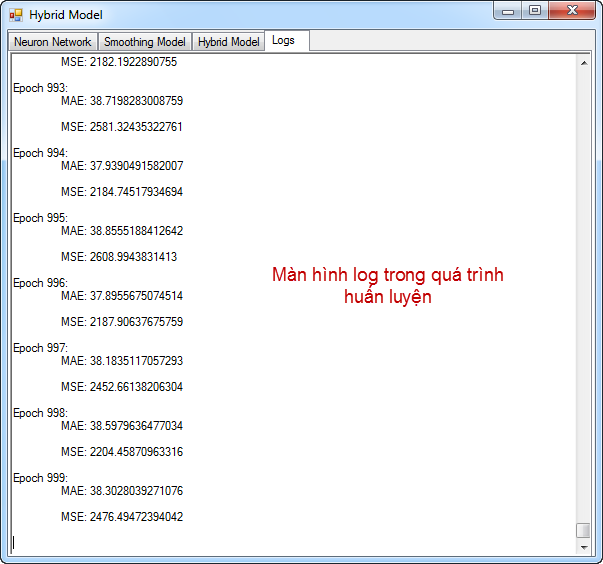 Hybrid Model
Neuron Network Smoothing Model Hybrid Model Logs
MSE: 2182.1922890755
Epoch 993:
MAE: 38.7198283008759
MSE: 2581.32435322761
Epoch 994:
MAE: 37.9390491582007
MSE: 2184.74517934694
Epoch 995:
MAE: 38.8555188412642
MSE: 2608.9943831413
Màn hình log trong quá trình
huấn luyện
Epoch 996:
MAE: 37.8955675074514
MSE: 2187.90637675759
Epoch 997:
MAE: 38.1835117057293
MSE: 2452.66138206304
Epoch 998:
MAE: 38.5979636477034
MSE: 2204.45870963316
Epoch 999:
MAE: 38.3028039271076
MSE: 2476.49472394042